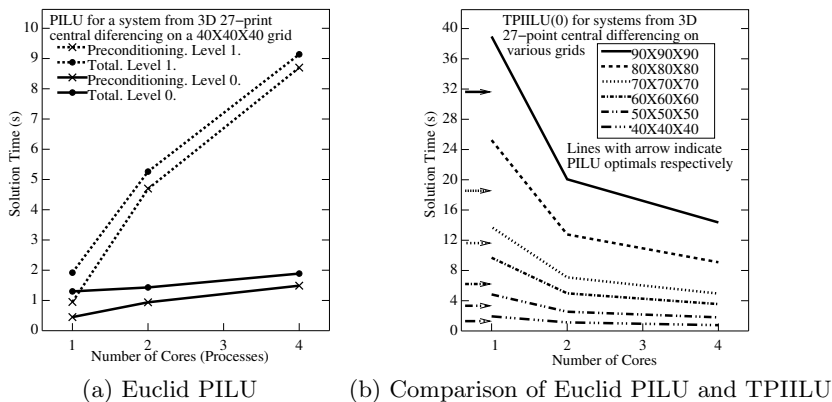 PILU for a system from 3D 27−print
central diferencing on a 40X40X40 grid
Preconditioning. Level 1.
Total. Level 1.
Preconditioning. Level 0.
Total. Level 0.
10
9
8
7
6
5
4
3
2
1
0
Solution Time (s)
1
2
3
4
Number of Cores (Processes)
(a) Euclid PILU
TPIILU(0) for systems from 3D
27−point central differencing on
various grids
90X90X90
80X80X80
70X70X70
60X60X60
50X50X50
40X40X40
Lines with arrow indicate
PILU optimals respectively
40
36
32
28
24
20
16
12
8
4
0
Solution Time (s)
1
2
3
4
Number of Cores
(b) Comparison of Euclid PILU and TPIILU